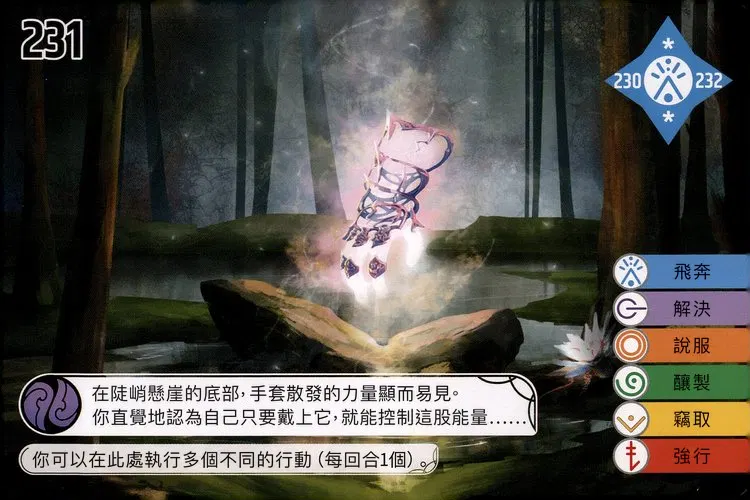 231
*
230 232
*
飛奔
解決
說服
釀製
竊取
強行
在陡峭懸崖的底部,手套散發的力量顯而易見。
你直覺地認為自己只要戴上它,就能控制這股能量......
你可以在此處執行多個不同的行動(每回合1個)。